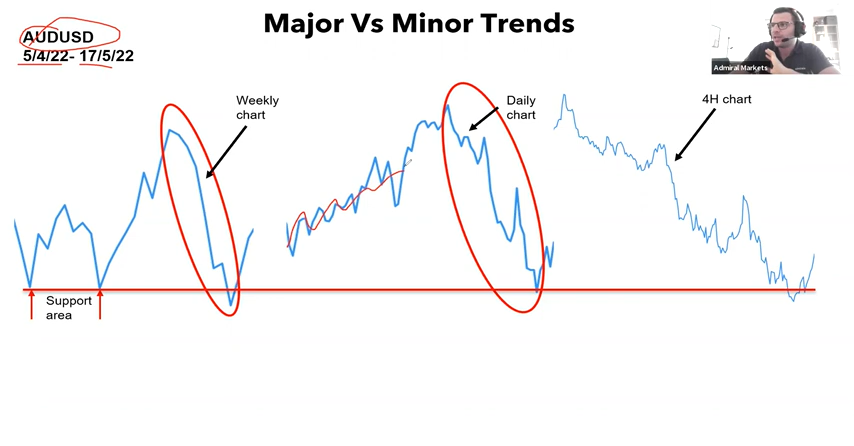 Major Vs Minor Trends
AUDUSD
5/4/22- 17/5/22
Admiral Markets
Weekly
chart
Daily
chart
4H chart
Support
area